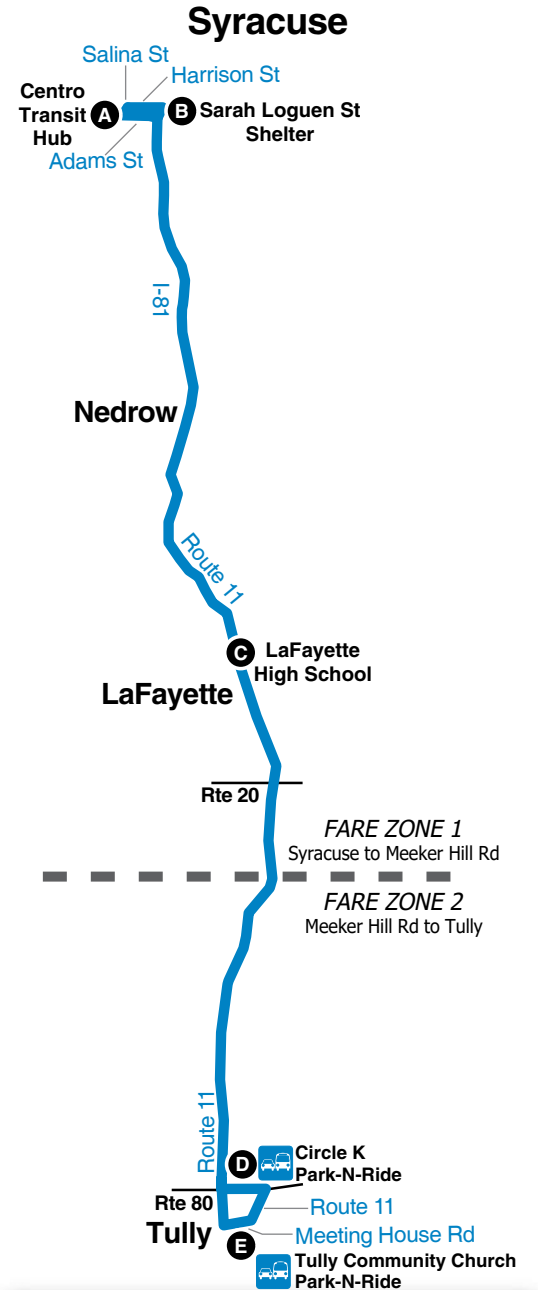 Syracuse
Salina St
Harrison St
Centro
Transit
Hub
A
B
Sarah Loguen St
Shelter
Adams St
I-81
Nedrow
Route 11
C
LaFayette
High School
LaFayette
Rte 20
FARE ZONE 1
Syracuse to Meeker Hill Rd
FARE ZONE 2
Meeker Hill Rd to Tully
Route 11
D
Circle K
Park-N-Ride
Rte 80
Route 11
Tully
Meeting House Rd
E
Tully Community Church
Park-N-Ride